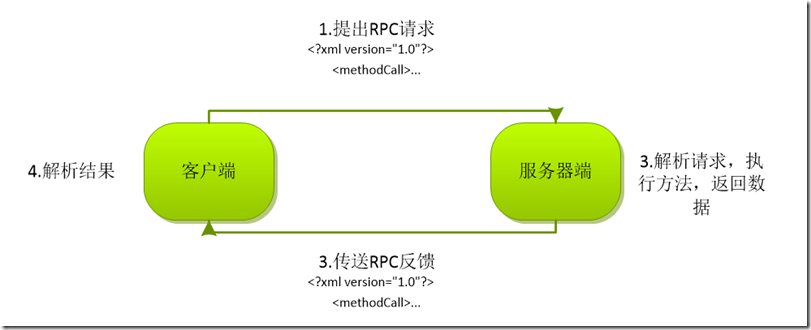 1.提出RPC请求
<?xml version="1.0"?>
<methodCall>...
4.解析结果
客户端
服务器端
3.解析请求，执
行方法，返回数
据
3.传送RPC反馈
<?xml version="1.0"?>
<methodCall>...